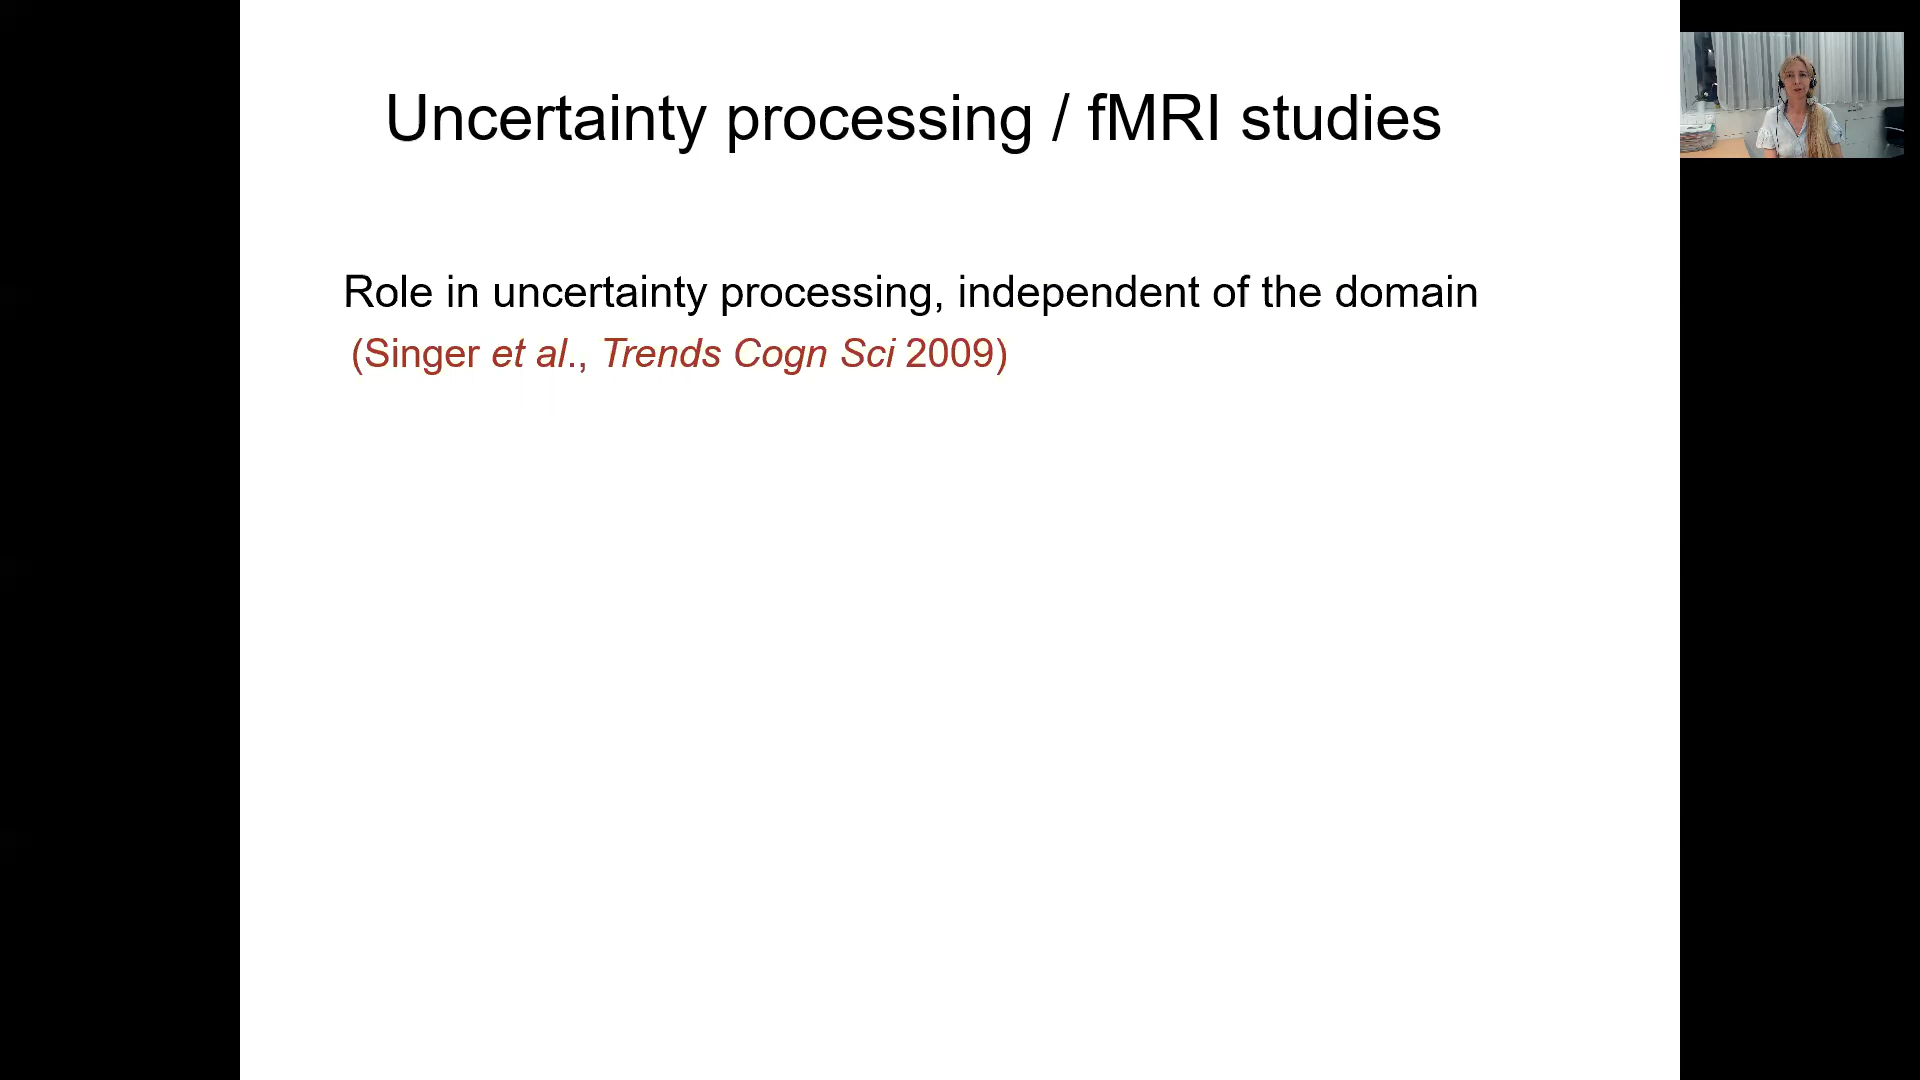 Uncertainty processing / fMRI studies
Role in uncertainty processing, independent of the domain
(Singer et al., Trends Cogn Sci 2009)